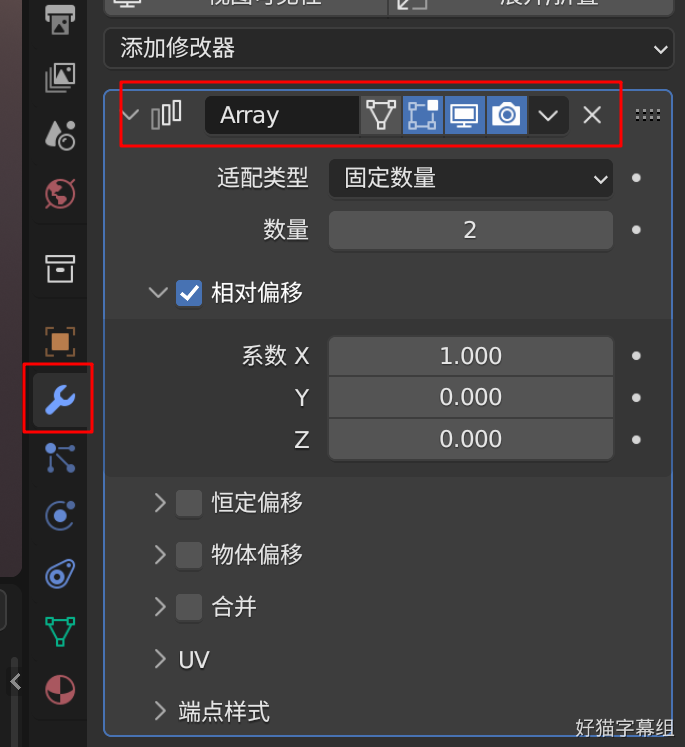 添加修改器
Array
适配类型 固定数量
数量 2
相对偏移
系数 X 1.000
Y 0.000
Z 0.000
恒定偏移
物体偏移
合并
UV
端点样式
好猫字幕组